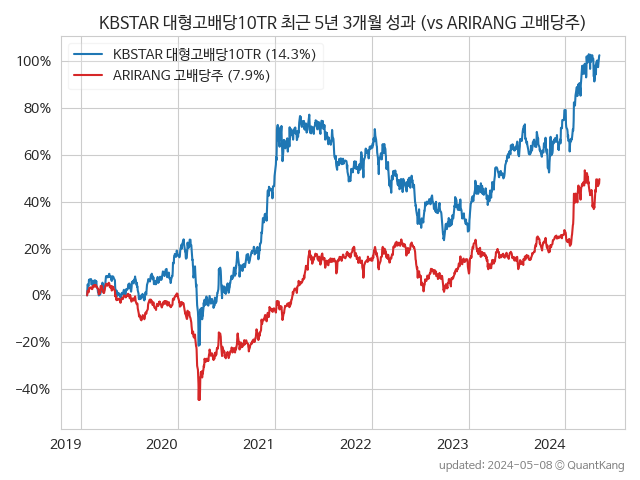 KBSTAR 대형고배당10TR 최근 5년 3개월 성과 (vs ARIRANG 고배당주)
KBSTAR 대형고배당10TR (14.3%)
ARIRANG 고배당주 (7.9%)
100%
80%
60%
40%
20%
0%
−20%
−40%
2019 2020 2021 2022 2023 2024
updated: 2024-05-08 © QuantKang